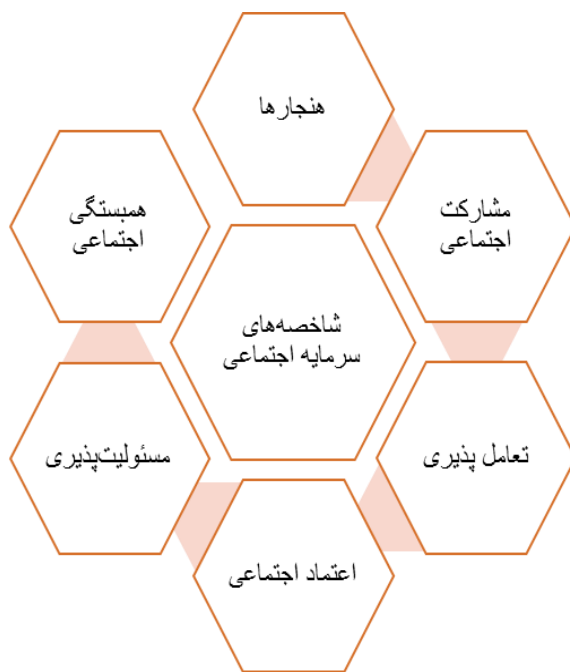 هنجارها
مشارکت
اجتماعی
همبستگی
اجتماعی
شاخصه‌های
سرمایه اجتماعی
تعامل پذیری
مسئولیت‌پذیری
اعتماد اجتماعی